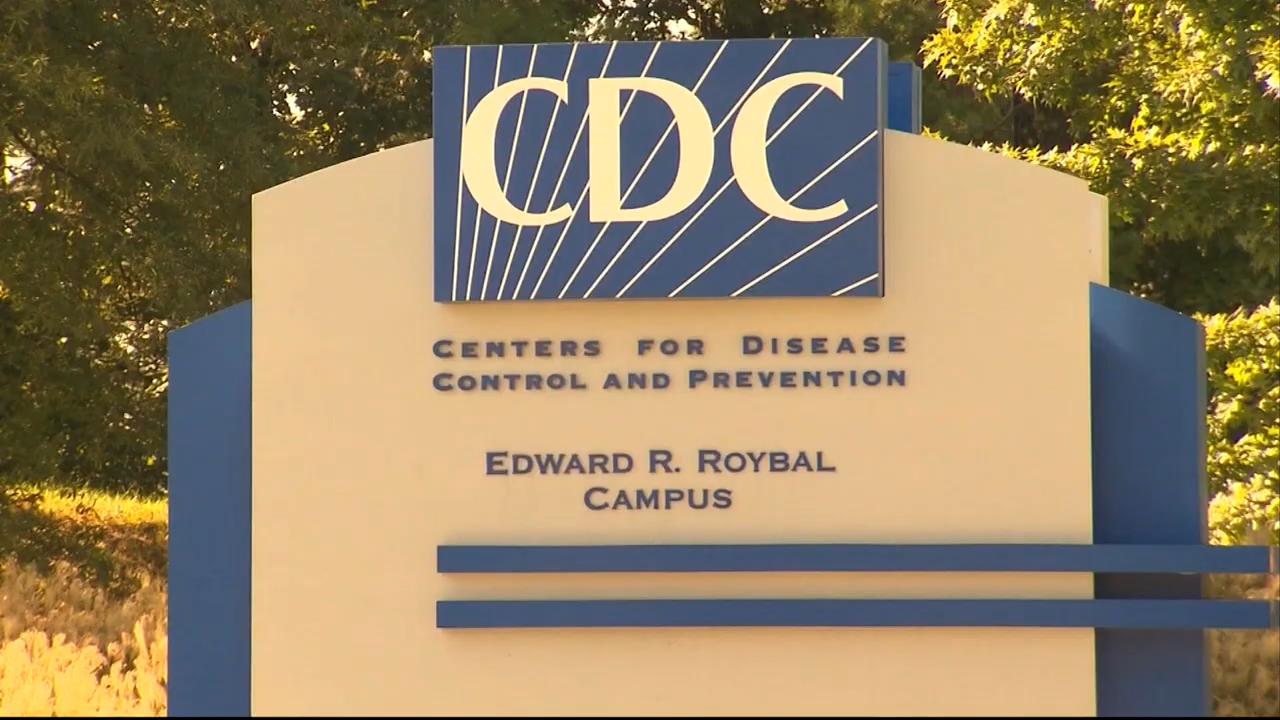 CDC
CENTERS FOR DISEASE
CONTROL AND PREVENTION
EDWARD R. ROYBAL
CAMPUS